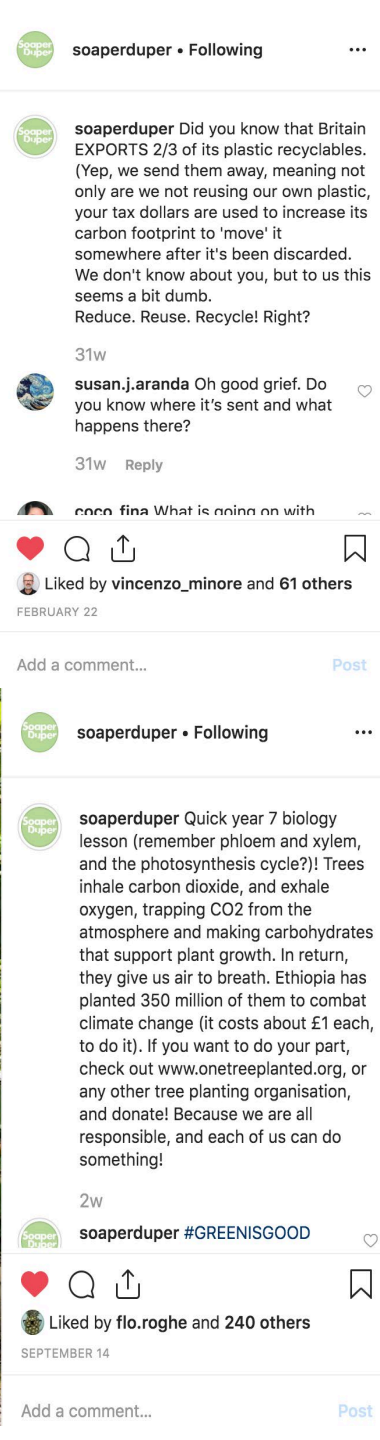 Soaper
Duper
soaperduper • Following
Soaper
Duper
soaperduper Did you know that Britain
EXPORTS 2/3 of its plastic recyclables.
(Yep, we send them away, meaning not
only are we not reusing our own plastic,
your tax dollars are used to increase its
carbon footprint to 'move' it
somewhere after it's been discarded.
We don't know about you, but to us this
seems a bit dumb.
Reduce. Reuse. Recycle! Right?
31w
susan.j.aranda Oh good grief. Do
you know where it's sent and what
happens there?
31w Reply
coco_fina What is going on with
Liked by vincenzo_minore and 61 others
FEBRUARY 22
Add a comment... Post
Soaper
Duper
soaperduper • Following
Soaper
Duper
soaperduper Quick year 7 biology
lesson (remember phloem and xylem,
and the photosynthesis cycle?)! Trees
inhale carbon dioxide, and exhale
oxygen, trapping CO2 from the
atmosphere and making carbohydrates
that support plant growth. In return,
they give us air to breath. Ethiopia has
planted 350 million of them to combat
climate change (it costs about £1 each,
to do it). If you want to do your part,
check out www.onetreeplanted.org, or
any other tree planting organisation,
and donate! Because we are all
responsible, and each of us can do
something!
2w
Soaper
Duper
soaperduper #GREENISGOOD
Liked by flo.roghe and 240 others
SEPTEMBER 14
Add a comment... Post